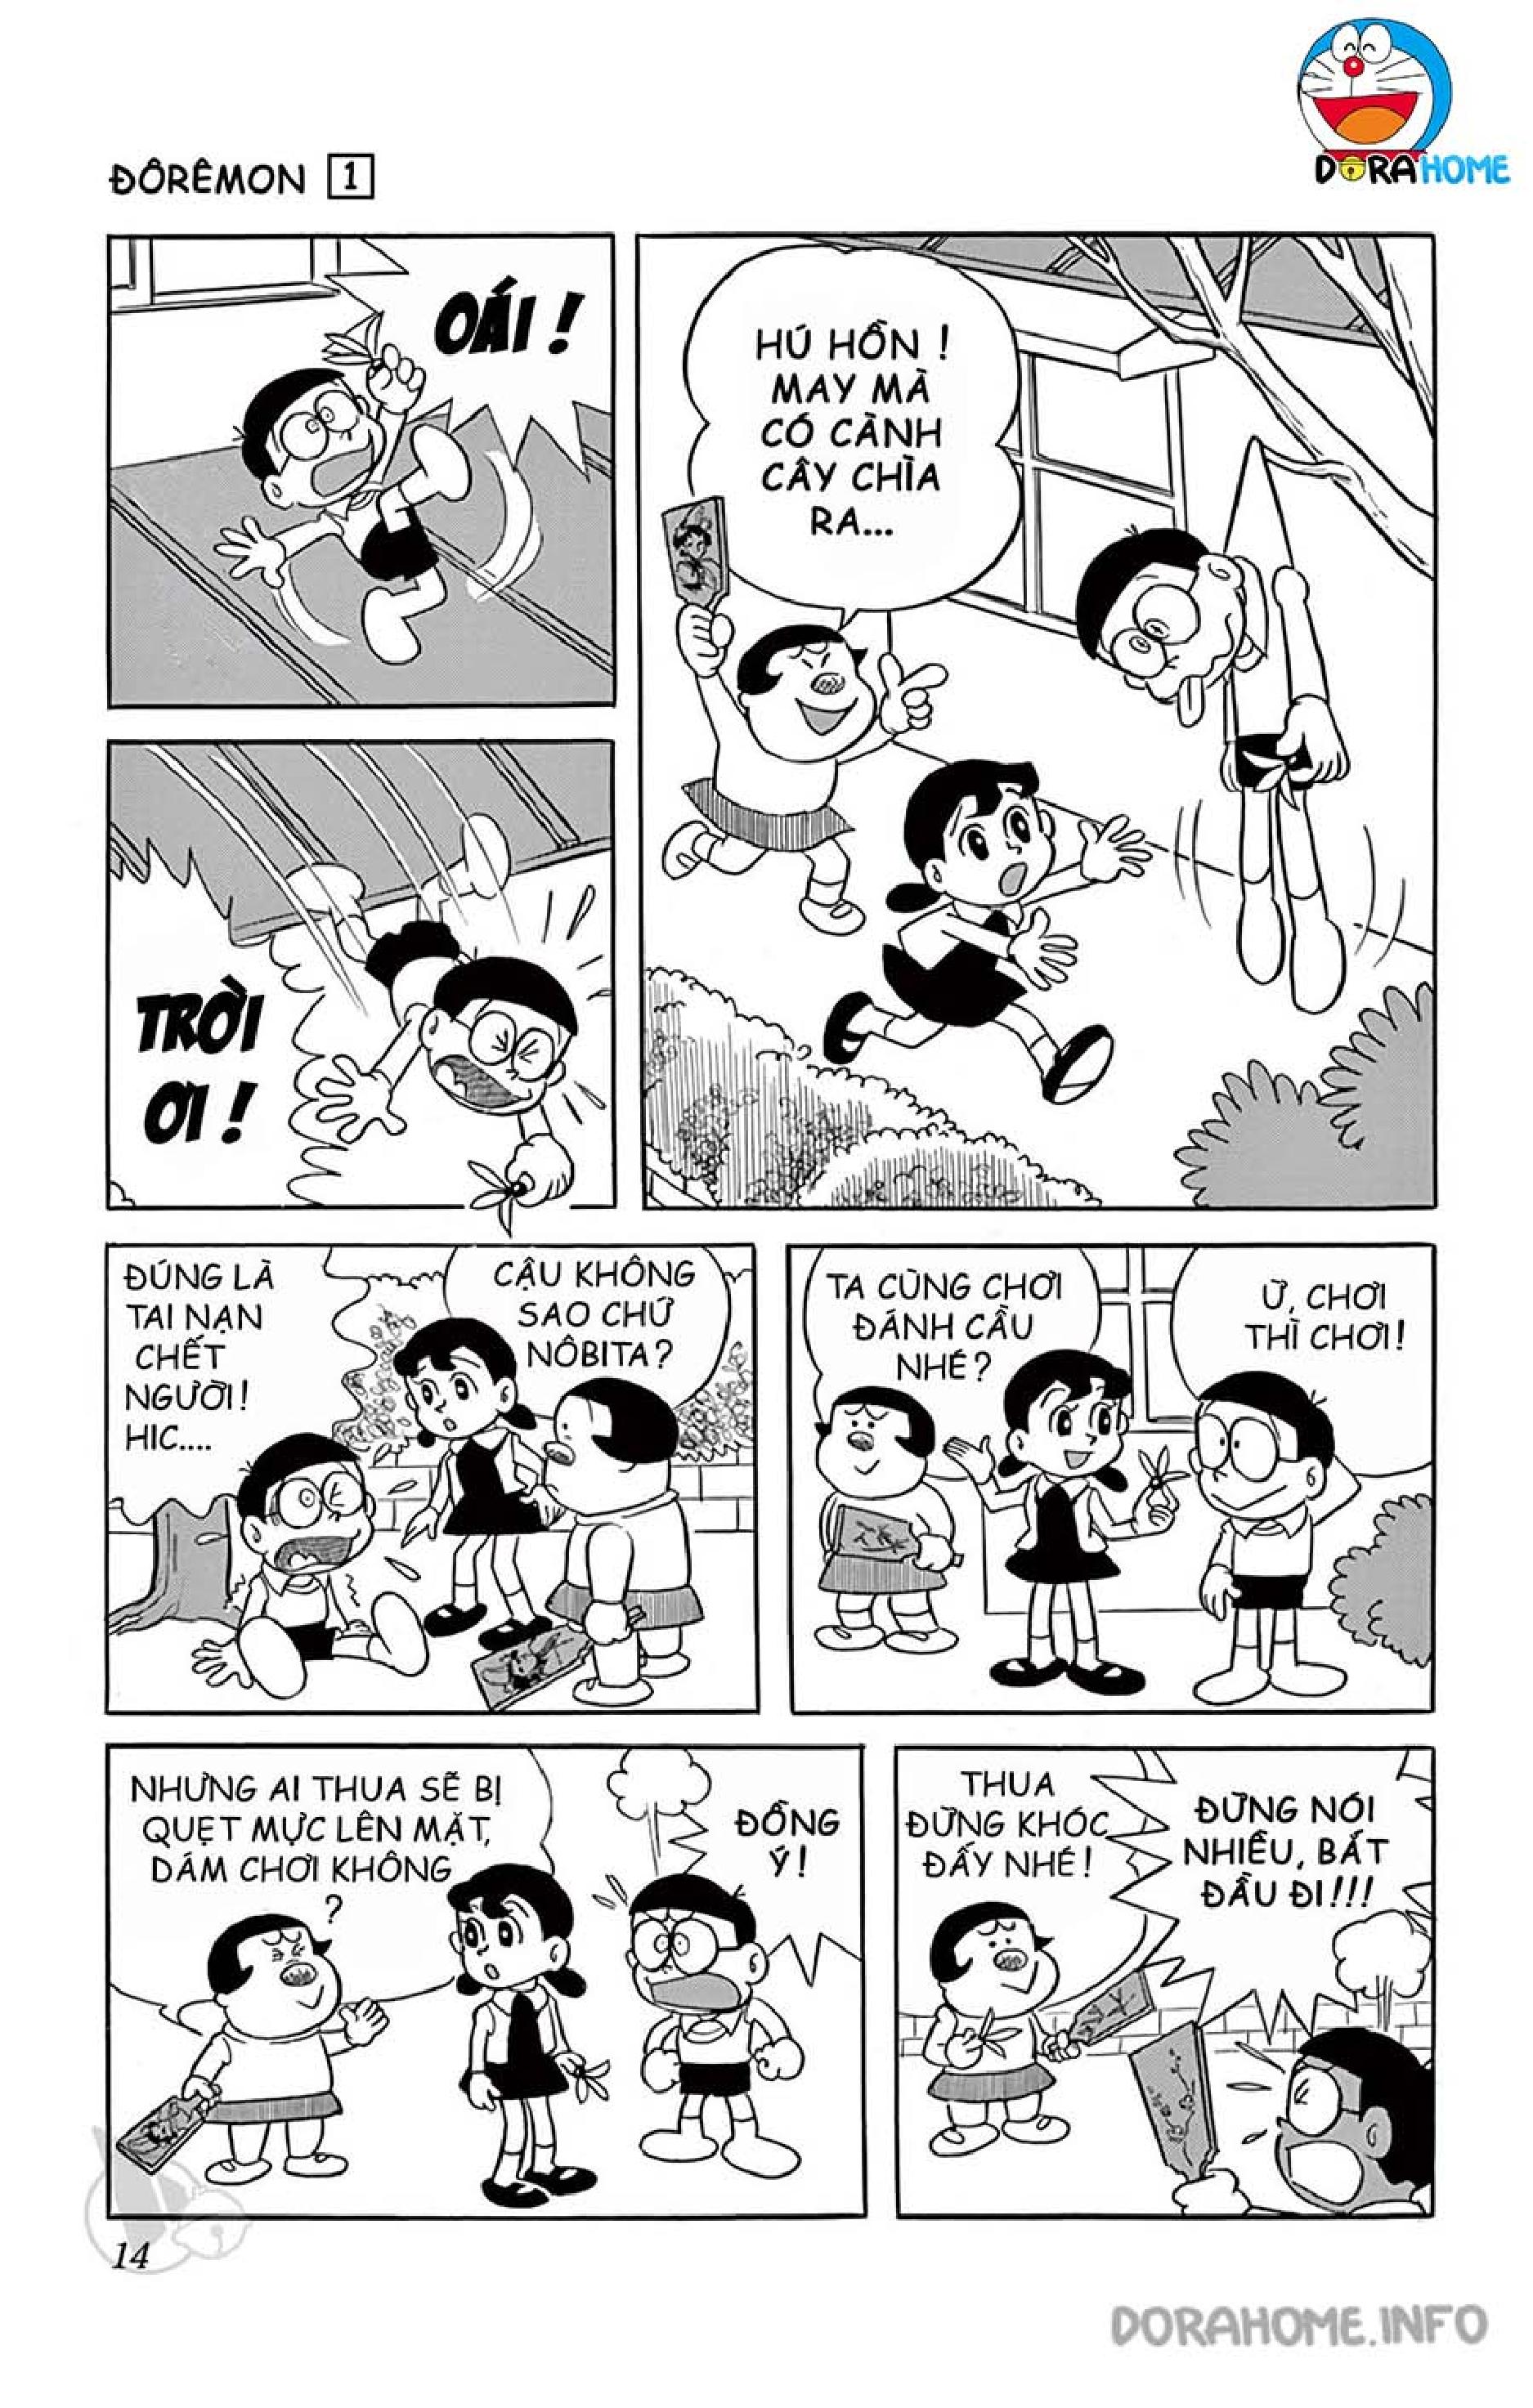 DORAHOME
ĐÔRÊMON 1
OÁI !
HÚ HỒN !
MAY MÀ
CÓ CÀNH
CÂY CHÌA
RA...
TRỜI
ƠI !
ĐÚNG LÀ
TAI NẠN
CHẾT
NGƯỜI!
HIC....
CẬU KHÔNG
SAO CHỨ
NÔBITA?
TA CÙNG CHƠI
ĐÁNH CẦU
NHÉ?
Ừ, CHƠI
THÌ CHƠI!
NHƯNG AI THUA SẼ BỊ
QUẸT MỰC LÊN MẶT,
DÁM CHƠI KHÔNG
?
ĐỒNG
Ý!
THUA
ĐỪNG KHÓC
ĐẤY NHÉ!
ĐỪNG NÓI
NHIỀU, BẮT
ĐẦU ĐI!!!
14
DORAHOME.INFO